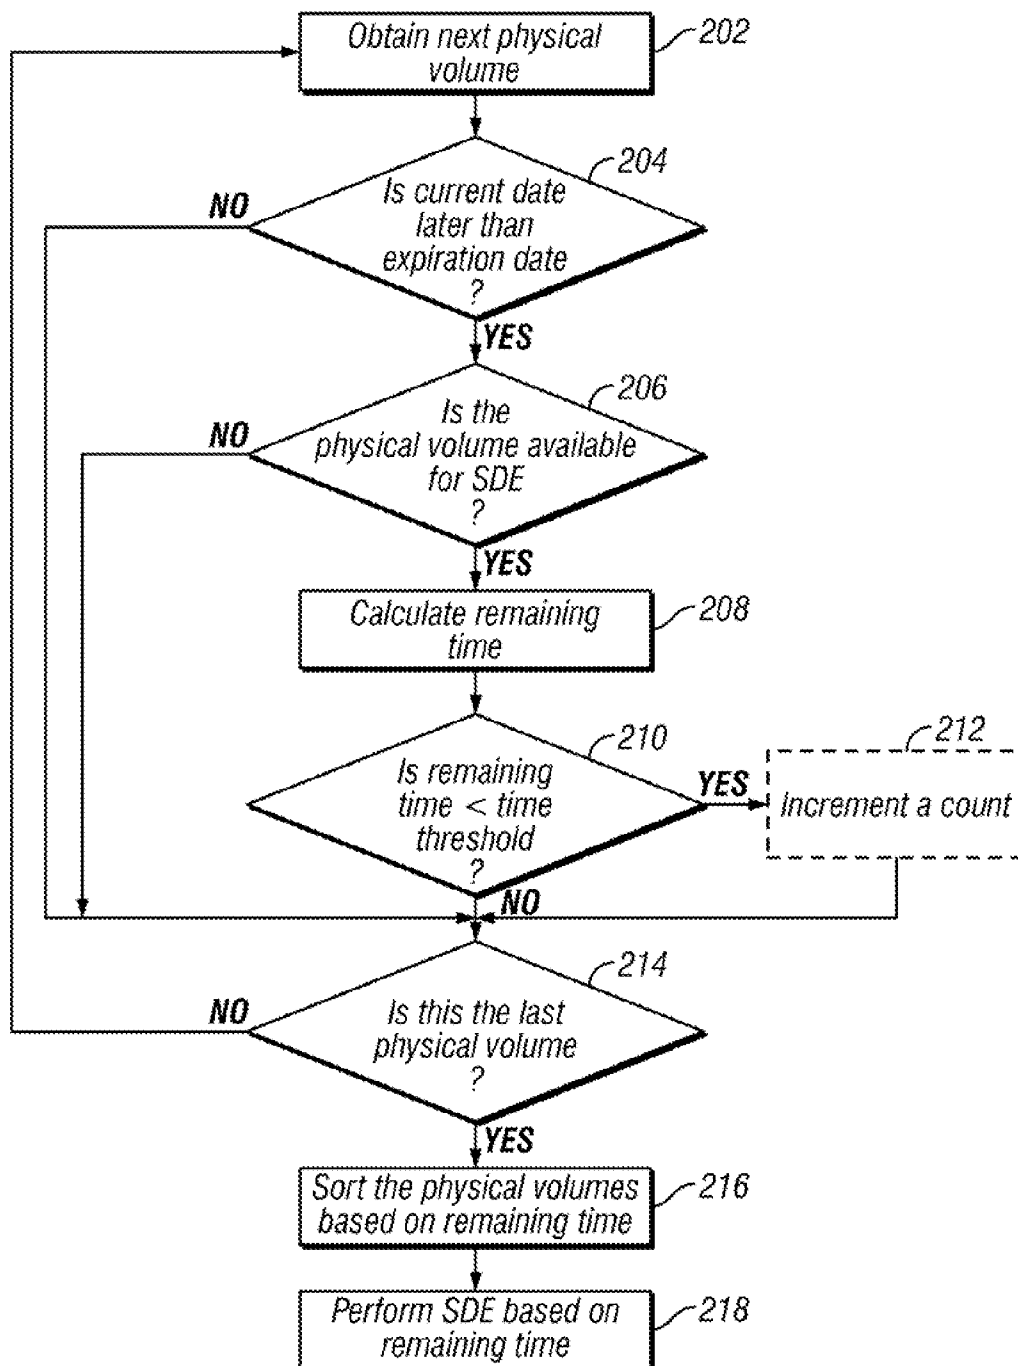 Obtain next physical
volume
202
204
Is current date
later than
expiration date
?
NO
YES
206
Is the
physical volume available
for SDE
?
NO
YES
Calculate remaining
time
208
210
Is remaining
time < time
threshold
?
YES
212
Increment a count
NO
214
Is this the last
physical volume
?
NO
YES
Sort the physical volumes
based on remaining time
216
Perform SDE based on
remaining time
218